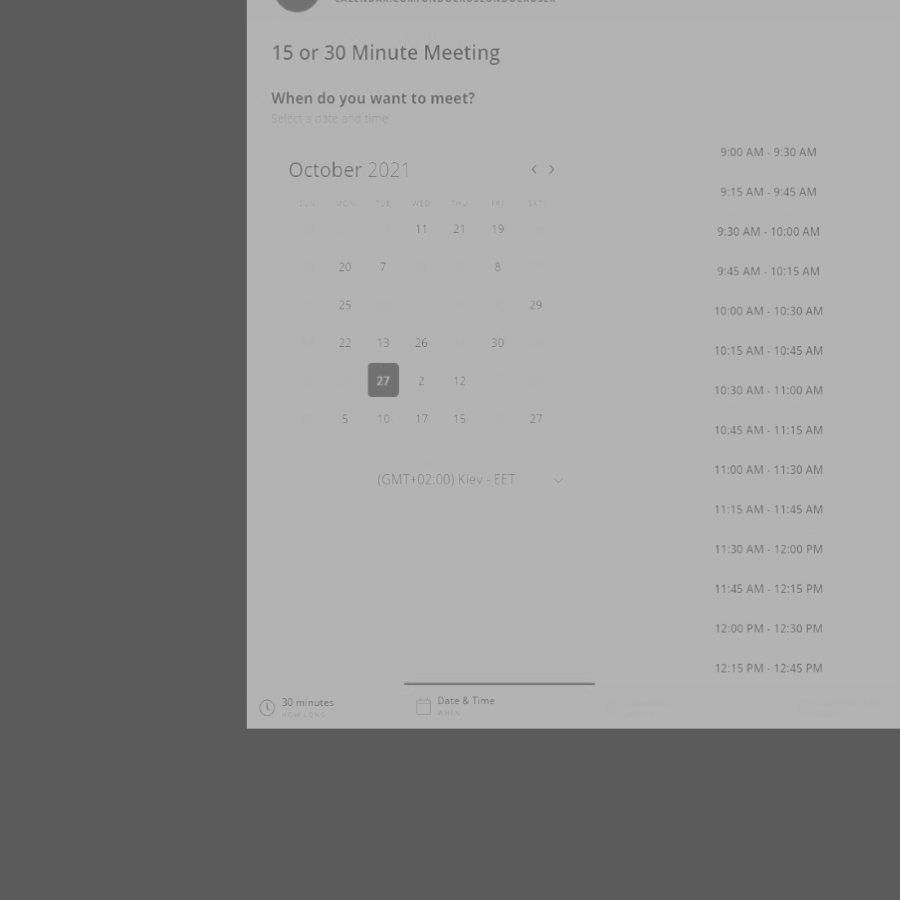 15 or 30 Minute Meeting
When do you want to meet?
Select a date and time
October 2021
SUN MON TUE WED THU FRI SAT
11 21 19
20 7 8
25 29
22 13 26 30
27 2 12
5 10 17 15 27
(GMT+02:00) Kiev - EET
9:00 AM - 9:30 AM
9:15 AM - 9:45 AM
9:30 AM - 10:00 AM
9:45 AM - 10:15 AM
10:00 AM - 10:30 AM
10:15 AM - 10:45 AM
10:30 AM - 11:00 AM
10:45 AM - 11:15 AM
11:00 AM - 11:30 AM
11:15 AM - 11:45 AM
11:30 AM - 12:00 PM
11:45 AM - 12:15 PM
12:00 PM - 12:30 PM
12:15 PM - 12:45 PM
30 minutes
HOW LONG
Date & Time
WHEN